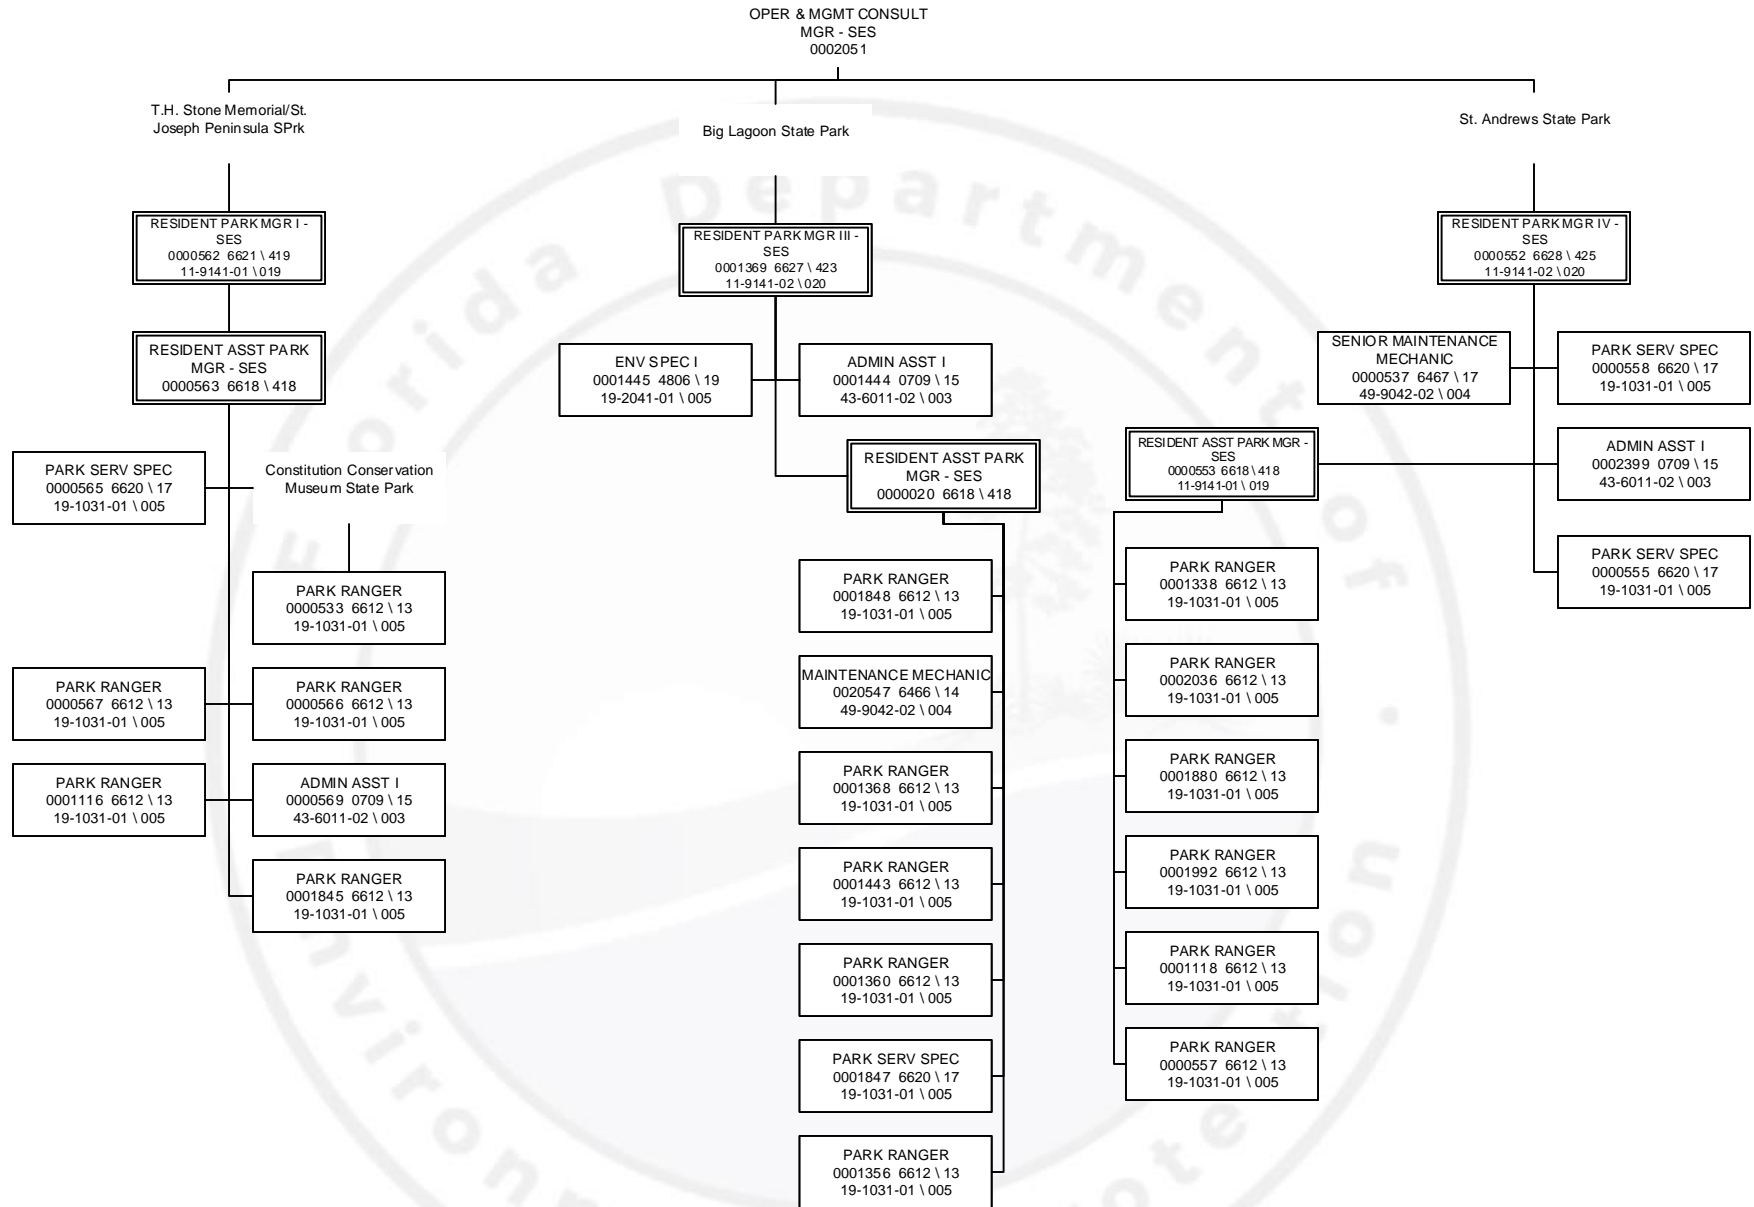 OPER & MGMT CONSULT
MGR - SES
0002051
T.H. Stone Memorial/St.
Joseph Peninsula SPrk
RESIDENT PARK MGR I -
SES
0000562 6621 \ 419
11-9141-01 \ 019
RESIDENT ASST PARK
MGR - SES
0000563 6618 \ 418
PARK SERV SPEC
0000565 6620 \ 17
19-1031-01 \ 005
Constitution Conservation
Museum State Park
PARK RANGER
0000533 6612 \ 13
19-1031-01 \ 005
PARK RANGER
0000567 6612 \ 13
19-1031-01 \ 005
PARK RANGER
0000566 6612 \ 13
19-1031-01 \ 005
PARK RANGER
0001116 6612 \ 13
19-1031-01 \ 005
ADMIN ASST I
0000569 0709 \ 15
43-6011-02 \ 003
PARK RANGER
0001845 6612 \ 13
19-1031-01 \ 005
Big Lagoon State Park
RESIDENT PARK MGR III -
SES
0001369 6627 \ 423
11-9141-02 \ 020
ENV SPEC I
0001445 4806 \ 19
19-2041-01 \ 005
ADMIN ASST I
0001444 0709 \ 15
43-6011-02 \ 003
RESIDENT ASST PARK
MGR - SES
0000020 6618 \ 418
PARK RANGER
0001848 6612 \ 13
19-1031-01 \ 005
MAINTENANCE MECHANIC
0020547 6466 \ 14
49-9042-02 \ 004
PARK RANGER
0001368 6612 \ 13
19-1031-01 \ 005
PARK RANGER
0001443 6612 \ 13
19-1031-01 \ 005
PARK RANGER
0001360 6612 \ 13
19-1031-01 \ 005
PARK SERV SPEC
0001847 6620 \ 17
19-1031-01 \ 005
PARK RANGER
0001356 6612 \ 13
19-1031-01 \ 005
St. Andrews State Park
RESIDENT PARK MGR IV -
SES
0000552 6628 \ 425
11-9141-02 \ 020
SENIOR MAINTENANCE
MECHANIC
0000537 6467 \ 17
49-9042-02 \ 004
PARK SERV SPEC
0000558 6620 \ 17
19-1031-01 \ 005
RESIDENT ASST PARK MGR -
SES
0000553 6618 \ 418
11-9141-01 \ 019
ADMIN ASST I
0002399 0709 \ 15
43-6011-02 \ 003
PARK SERV SPEC
0000555 6620 \ 17
19-1031-01 \ 005
PARK RANGER
0001338 6612 \ 13
19-1031-01 \ 005
PARK RANGER
0002036 6612 \ 13
19-1031-01 \ 005
PARK RANGER
0001880 6612 \ 13
19-1031-01 \ 005
PARK RANGER
0001992 6612 \ 13
19-1031-01 \ 005
PARK RANGER
0001118 6612 \ 13
19-1031-01 \ 005
PARK RANGER
0000557 6612 \ 13
19-1031-01 \ 005
Department of